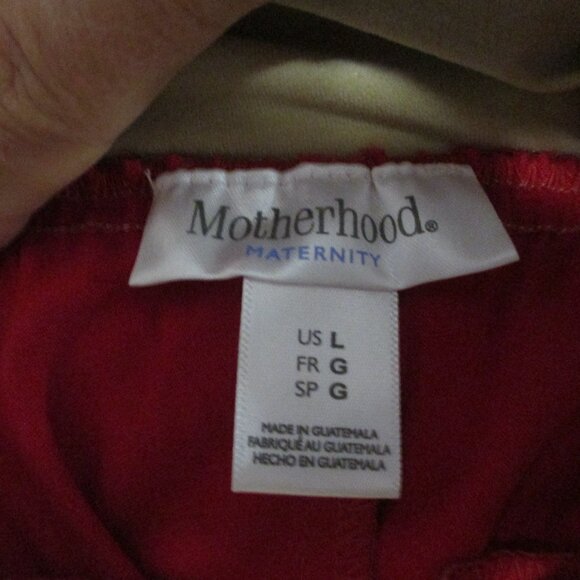 Motherhood®
MATERNITY
US L
FR G
SP G
MADE IN GUATEMALA
FABRIQUÉ AU GUATEMALA
HECHO EN GUATEMALA